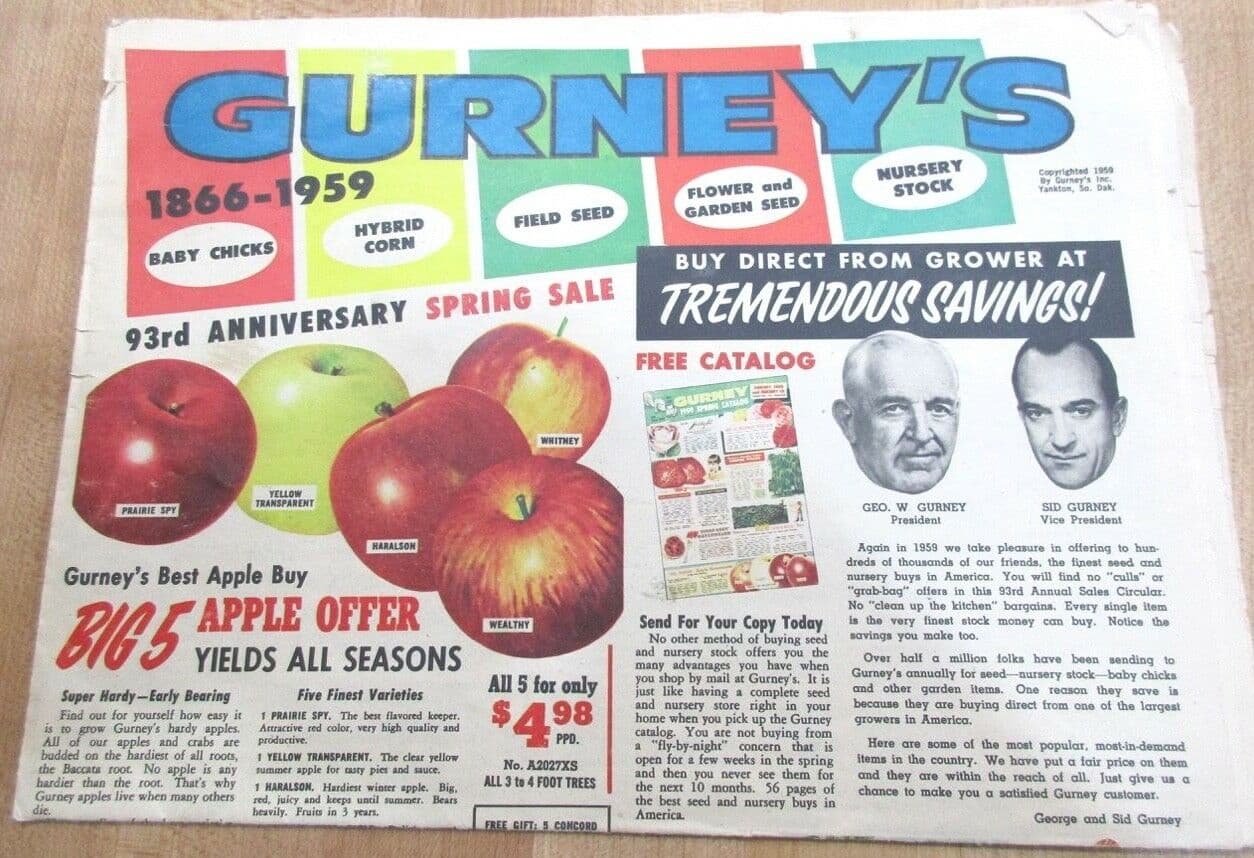 GURNEY'S
1866-1959
BABY CHICKS
HYBRID
CORN
FIELD SEED
FLOWER and
GARDEN SEED
NURSERY
STOCK
Copyrighted 1959
By Gurney's Inc.
Yankton, So. Dak.
93rd ANNIVERSARY SPRING SALE
BUY DIRECT FROM GROWER AT
TREMENDOUS SAVINGS!
PRAIRIE SPY
YELLOW
TRANSPARENT
HARALSON
WHITNEY
WEALTHY
Gurney's Best Apple Buy
BIG 5 APPLE OFFER
YIELDS ALL SEASONS
Super Hardy—Early Bearing
Find out for yourself how easy it
is to grow Gurney's hardy apples.
All of our apples and crabs are
budded on the hardiest of all roots,
the Baccata root. No apple is any
hardier than the root. That's why
Gurney apples live when many others
die.
Five Finest Varieties
1 PRAIRIE SPY. The best flavored keeper.
Attractive red color, very high quality and
productive.
1 YELLOW TRANSPARENT. The clear yellow
summer apple for tasty pies and sauce.
1 HARALSON. Hardiest winter apple. Big,
red, juicy and keeps until summer. Bears
heavily. Fruits in 3 years.
All 5 for only
$4.98
PPD.
No. A2027XS
ALL 3 to 4 FOOT TREES
FREE GIFT: 5 CONCORD
FREE CATALOG
GURNEY
1959 SPRING CATALOG
Send For Your Copy Today
No other method of buying seed
and nursery stock offers you the
many advantages you have when
you shop by mail at Gurney's. It is
just like having a complete seed
and nursery store right in your
home when you pick up the Gurney
catalog. You are not buying from
a "fly-by-night" concern that is
open for a few weeks in the spring
and then you never see them for
the next 10 months. 56 pages of
the best seed and nursery buys in
America.
GEO. W GURNEY
President
SID GURNEY
Vice President
Again in 1959 we take pleasure in offering to hun-
dreds of thousands of our friends, the finest seed and
nursery buys in America. You will find no "culls" or
"grab-bag" offers in this 93rd Annual Sales Circular.
No "clean up the kitchen" bargains. Every single item
is the very finest stock money can buy. Notice the
savings you make too.
Over half a million folks have been sending to
Gurney's annually for seed—nursery stock—baby chicks
and other garden items. One reason they save is
because they are buying direct from one of the largest
growers in America.
Here are some of the most popular, most-in-demand
items in the country. We have put a fair price on them
and they are within the reach of all. Just give us a
chance to make you a satisfied Gurney customer.
George and Sid Gurney